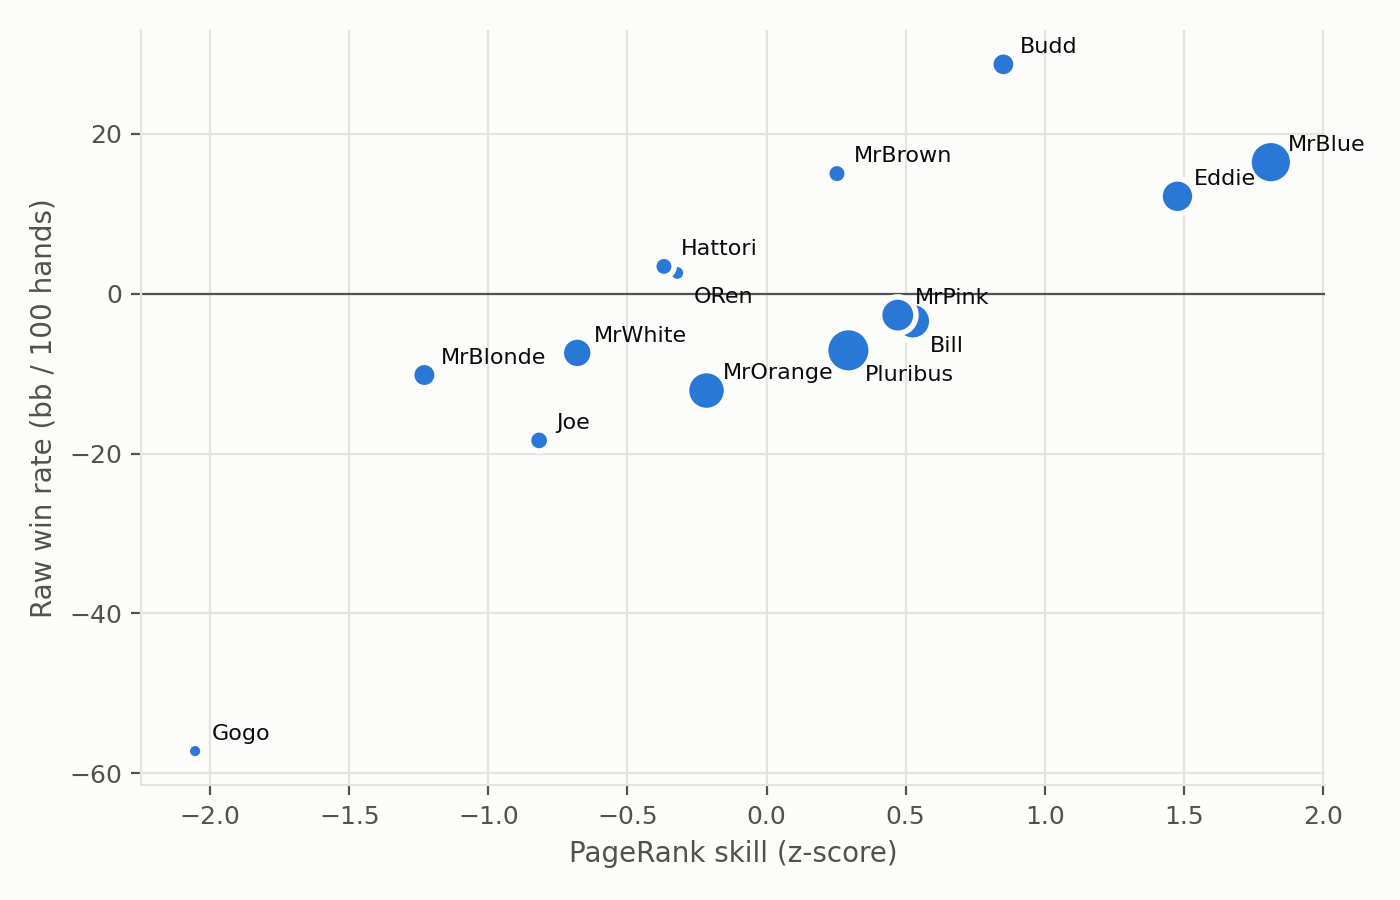 Budd
MrBlue
MrBrown
Eddie
Hattori
ORen
MrPink
MrWhite
Bill
MrBlonde
MrOrange
Pluribus
Joe
Gogo
20
0
−20
−40
−60
Raw win rate (bb / 100 hands)
−2.0 −1.5 −1.0 −0.5 0.0 0.5 1.0 1.5 2.0
PageRank skill (z-score)